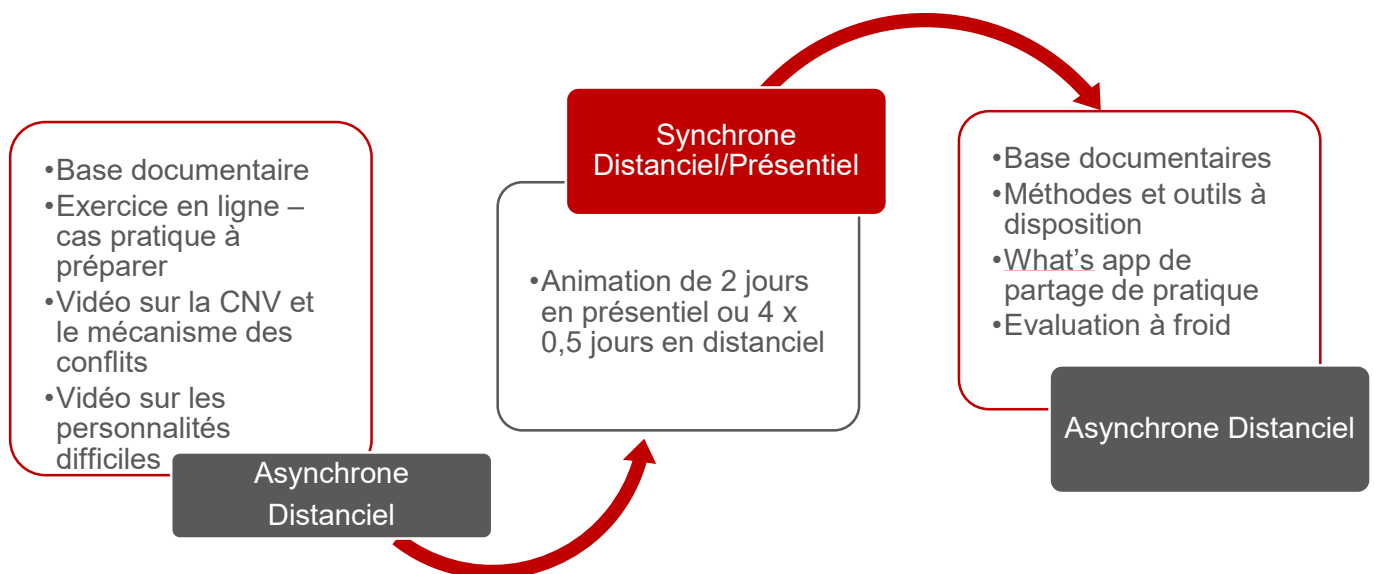 •Base documentaire
•Exercice en ligne –
cas pratique à
préparer
•Vidéo sur la CNV et
le mécanisme des
conflits
•Vidéo sur les
personnalités
difficiles
Asynchrone
Distanciel
Synchrone
Distanciel/Présentiel
•Animation de 2 jours
en présentiel ou 4 x
0,5 jours en distanciel
•Base documentaires
•Méthodes et outils à
disposition
•What’s app de
partage de pratique
•Evaluation à froid
Asynchrone Distanciel